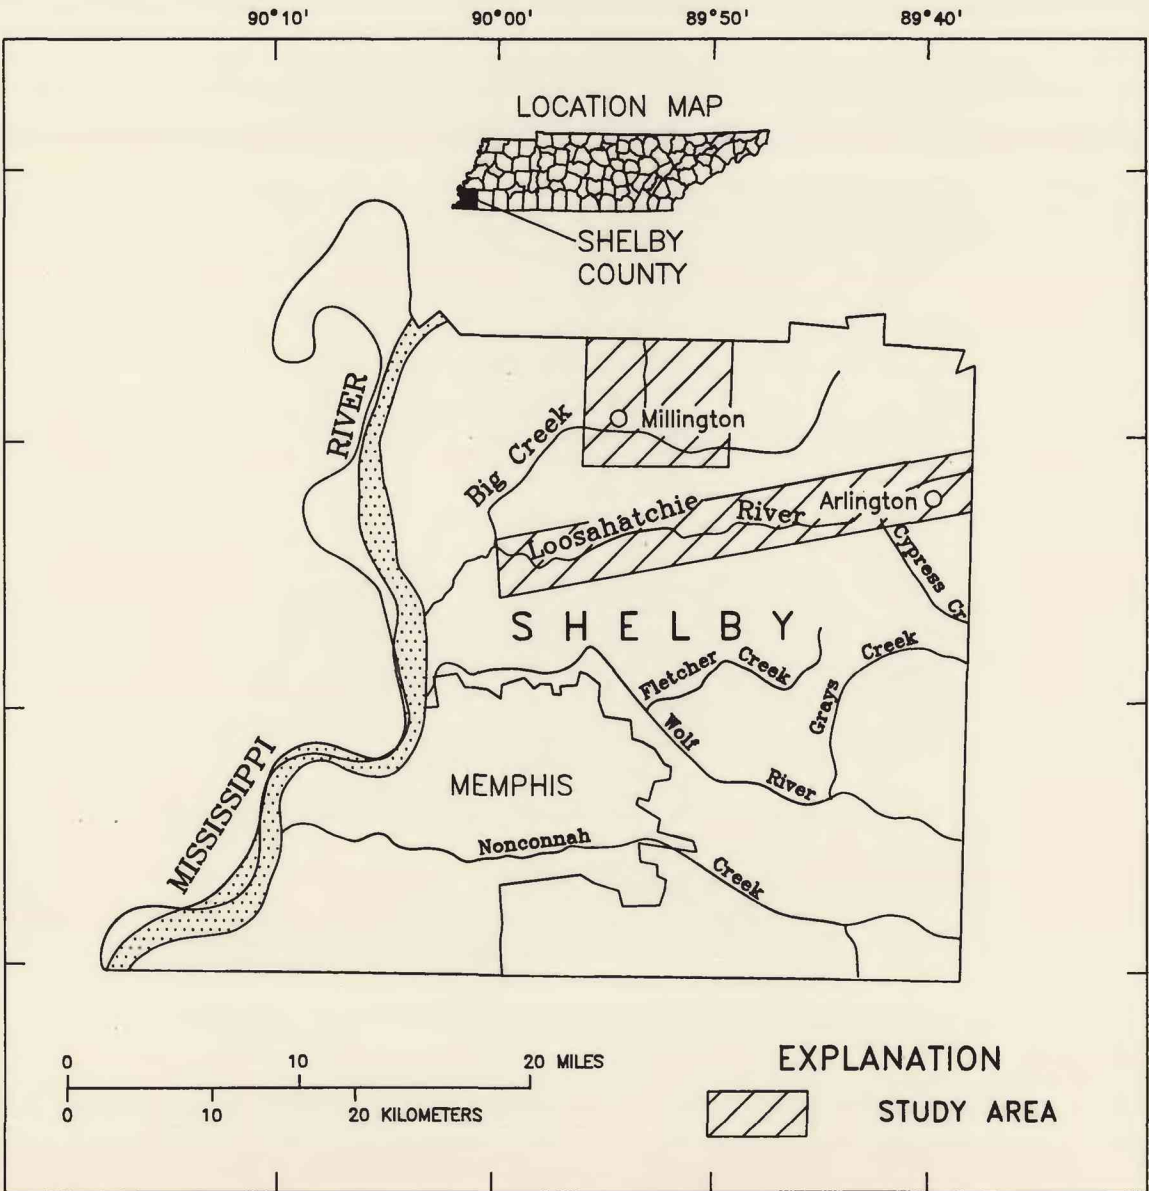 90°10' 90°00' 89°50' 89°40'
LOCATION MAP
SHELBY
COUNTY
RIVER
Millington
Big Creek
Arlington
Loosahatchie River
Cypress Cr
SHELBY
Creek
Grays
Fletcher Creek
Wolf
River
MEMPHIS
MISSISSIPPI
Nonconnah
Creek
0 10 20 MILES
0 10 20 KILOMETERS
EXPLANATION
STUDY AREA